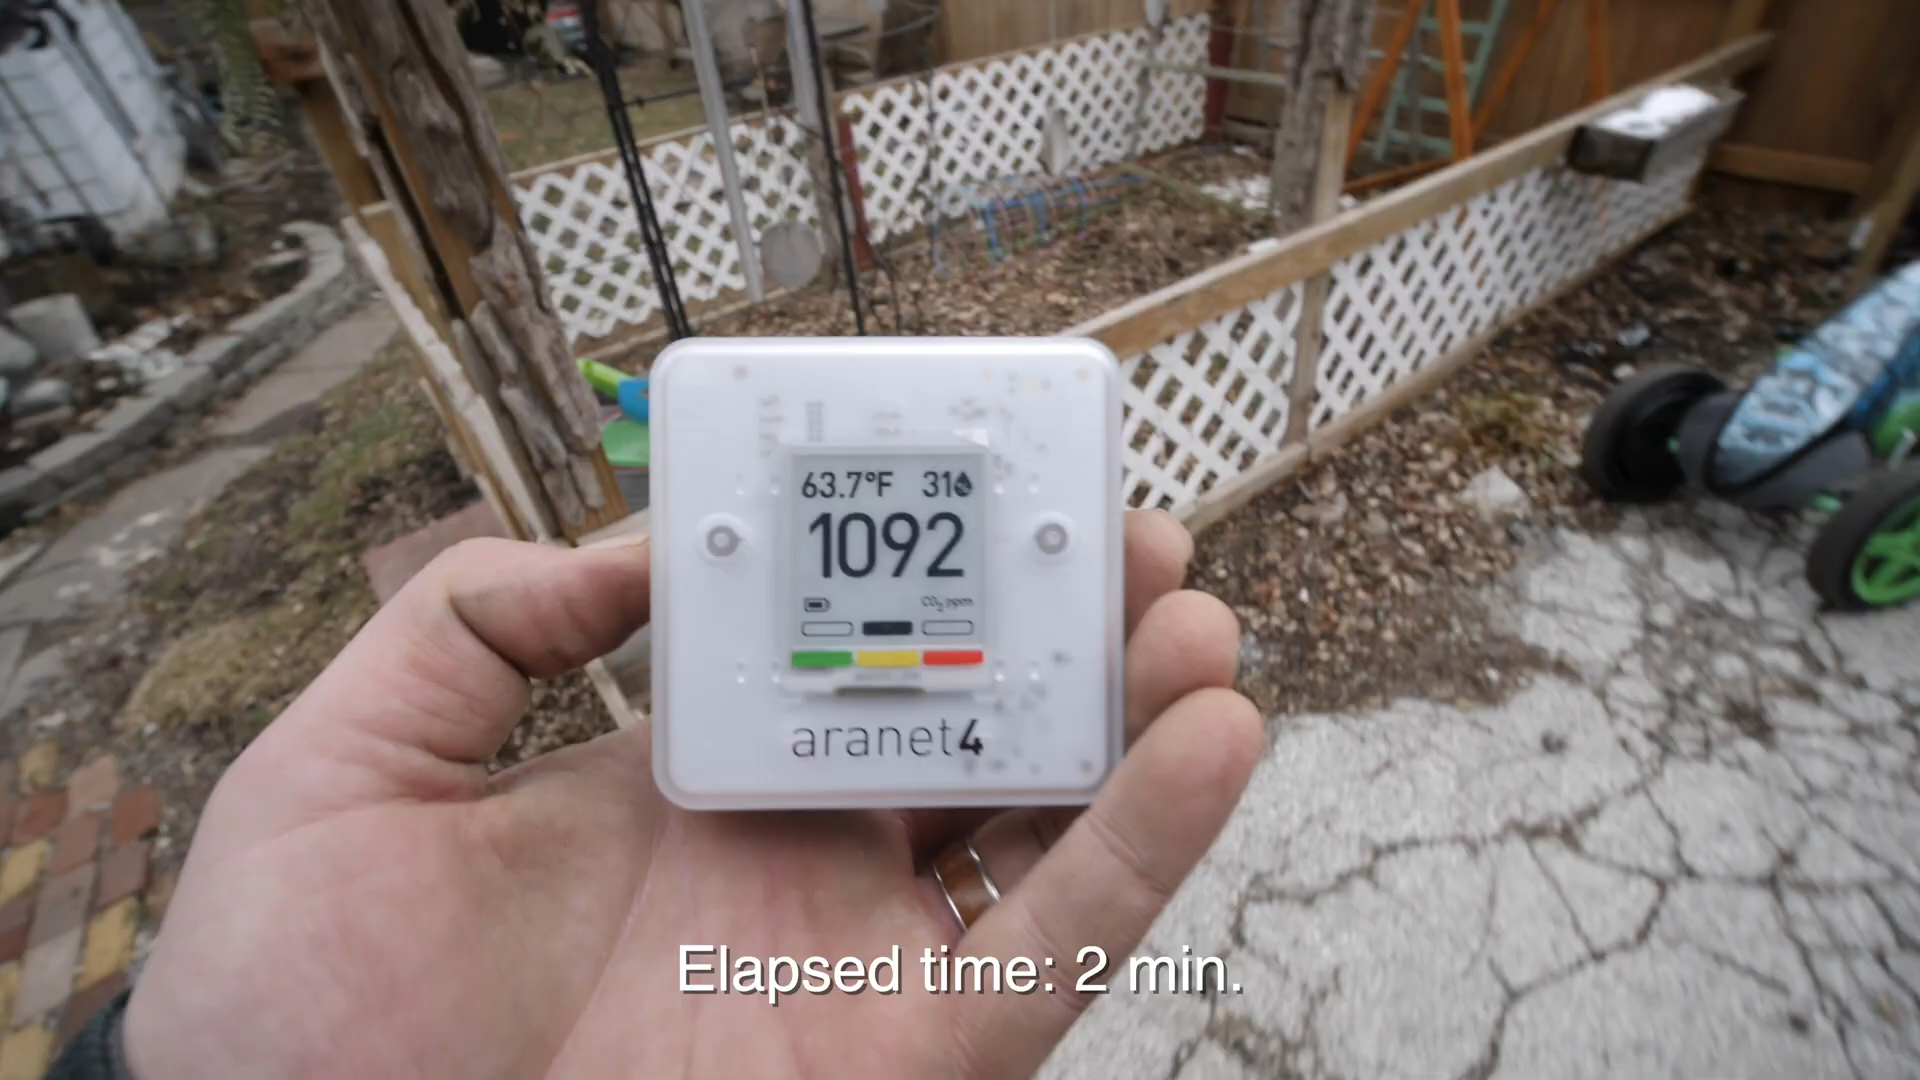 63.7°F 31
1092
CO₂ ppm
aranet4
Elapsed time: 2 min.